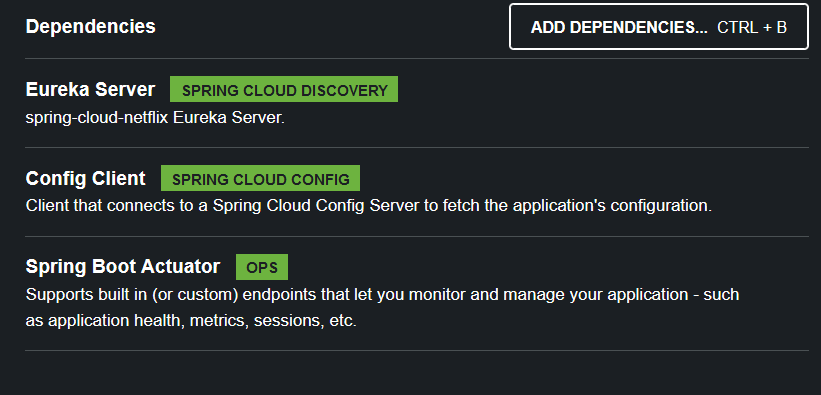 Dependencies
ADD DEPENDENCIES... CTRL + B
Eureka Server SPRING CLOUD DISCOVERY
spring-cloud-netflix Eureka Server.
Config Client SPRING CLOUD CONFIG
Client that connects to a Spring Cloud Config Server to fetch the application's configuration.
Spring Boot Actuator OPS
Supports built in (or custom) endpoints that let you monitor and manage your application - such
as application health, metrics, sessions, etc.